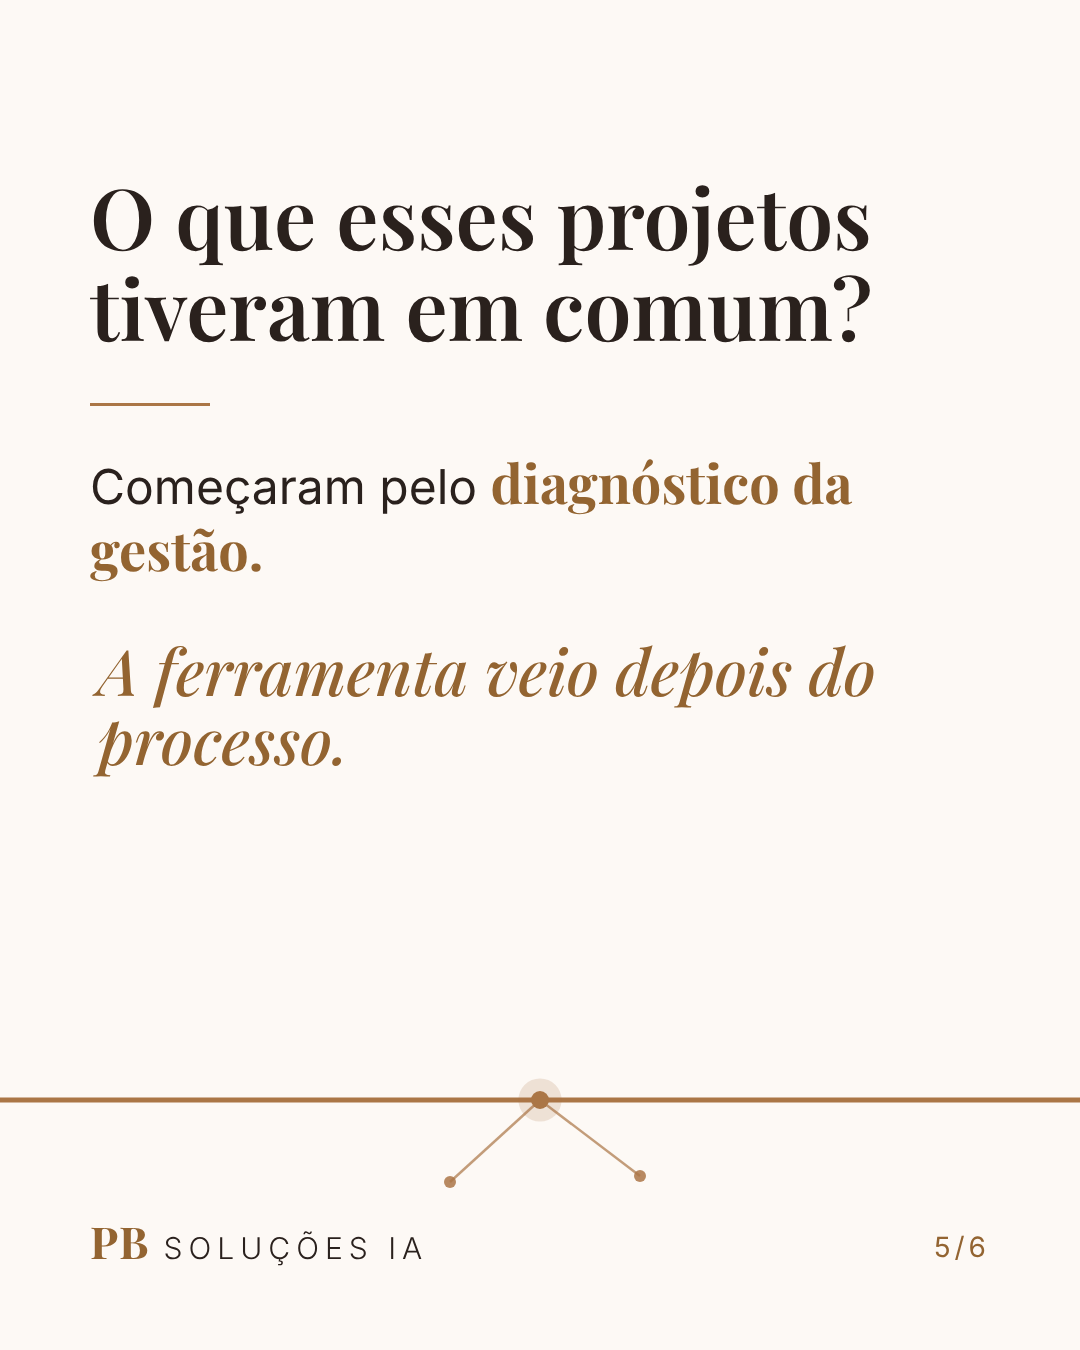 O que esses projetos
tiveram em comum?
Começaram pelo diagnóstico da
gestão.
A ferramenta veio depois do
processo.
PB SOLUÇÕES IA
5/6